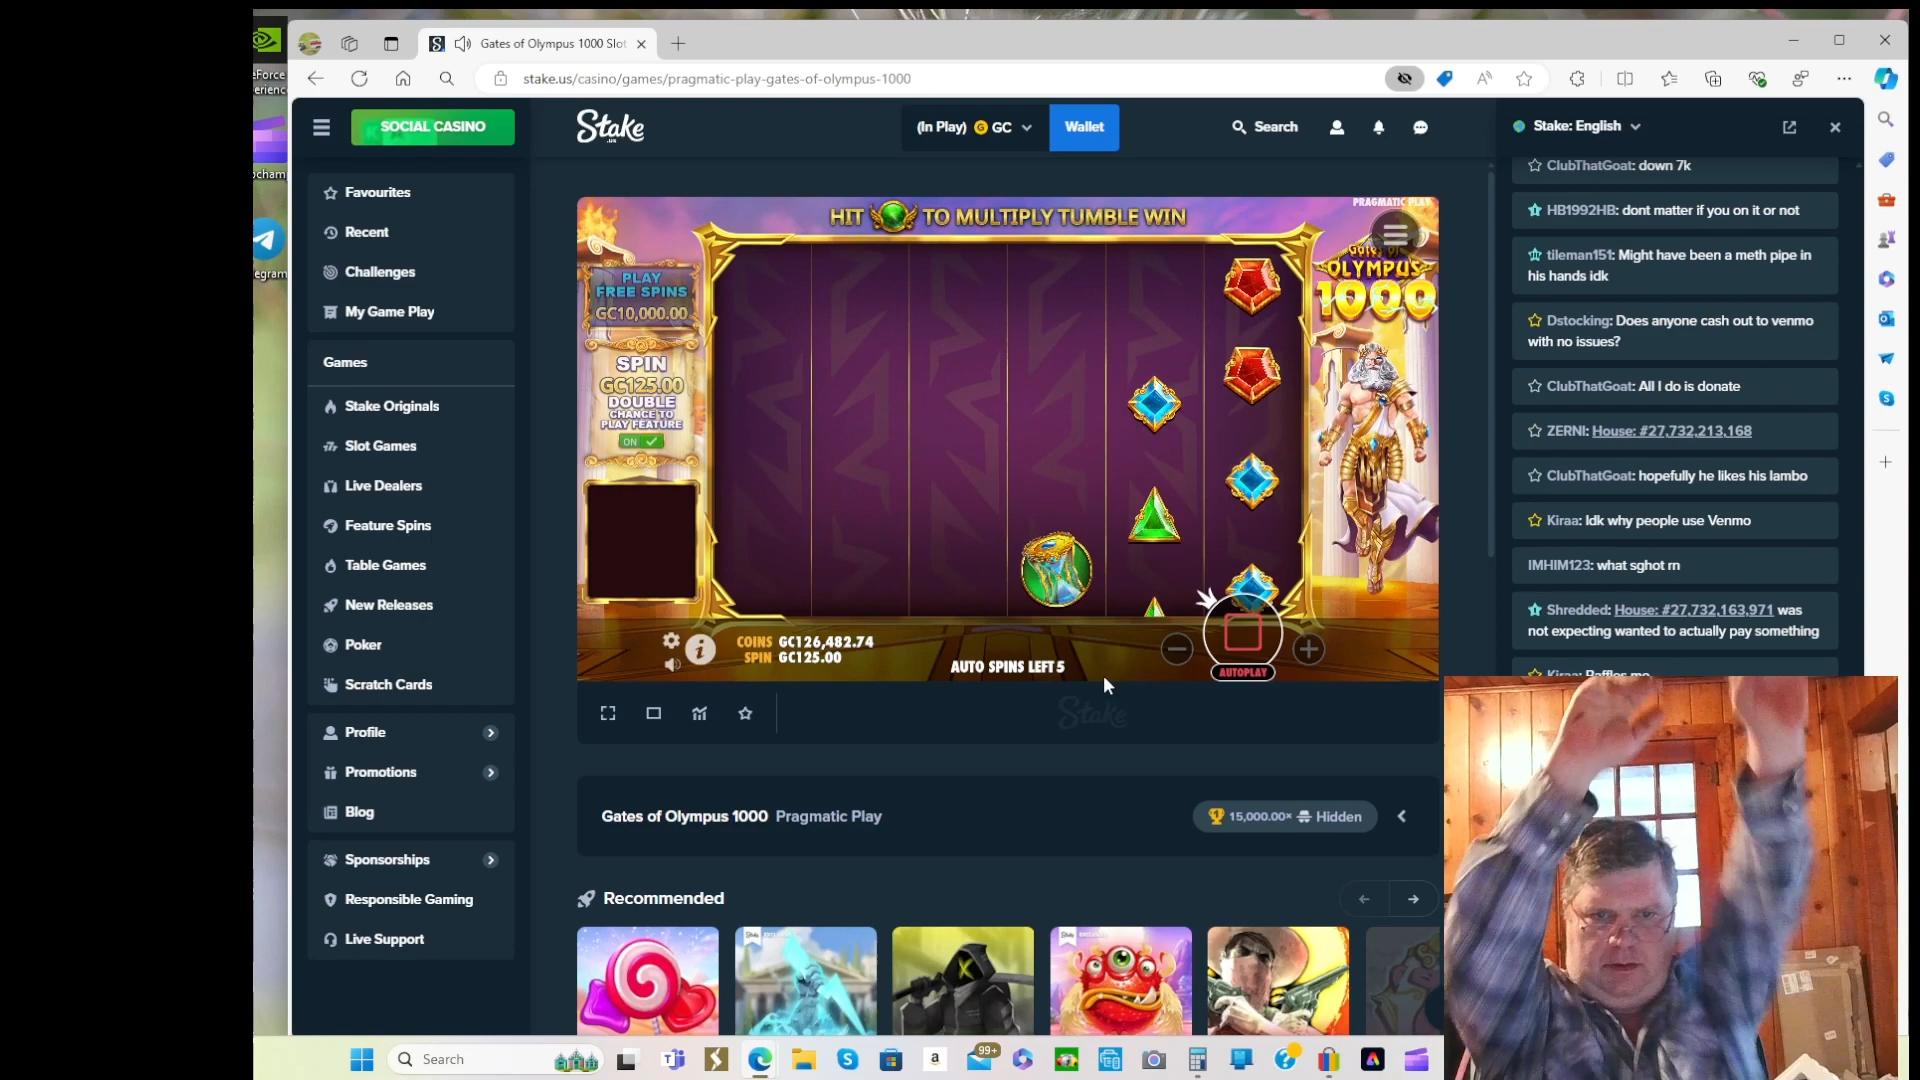 Gates of Olympus 1000 Slot
stake.us/casino/games/pragmatic-play-gates-of-olympus-1000
SOCIAL CASINO
Stake
.US
(In Play) GC
Wallet
Search
Stake: English
Favourites
Recent
Challenges
My Game Play
Games
Stake Originals
Slot Games
Live Dealers
Feature Spins
Table Games
New Releases
Poker
Scratch Cards
Profile
Promotions
Blog
Sponsorships
Responsible Gaming
Live Support
HIT TO MULTIPLY TUMBLE WIN
PRAGMATIC PLAY
PLAY
FREE SPINS
GC10,000.00
SPIN
GC125.00
DOUBLE
CHANCE TO
PLAY FEATURE
ON
Gates of
OLYMPUS
1000
COINS GC126,482.74
SPIN GC125.00
AUTO SPINS LEFT 5
AUTOPLAY
Stake
Gates of Olympus 1000 Pragmatic Play
15,000.00× Hidden
Recommended
ClubThatGoat: down 7k
HB1992HB: dont matter if you on it or not
tileman151: Might have been a meth pipe in
his hands idk
Dstocking: Does anyone cash out to venmo
with no issues?
ClubThatGoat: All I do is donate
ZERNI: House: #27,732,213,168
ClubThatGoat: hopefully he likes his lambo
Kiraa: Idk why people use Venmo
IMHIM123: what sghot rn
Shredded: House: #27,732,163,971 was
not expecting wanted to actually pay something
Kiraa: Raffles mo
Search
99+